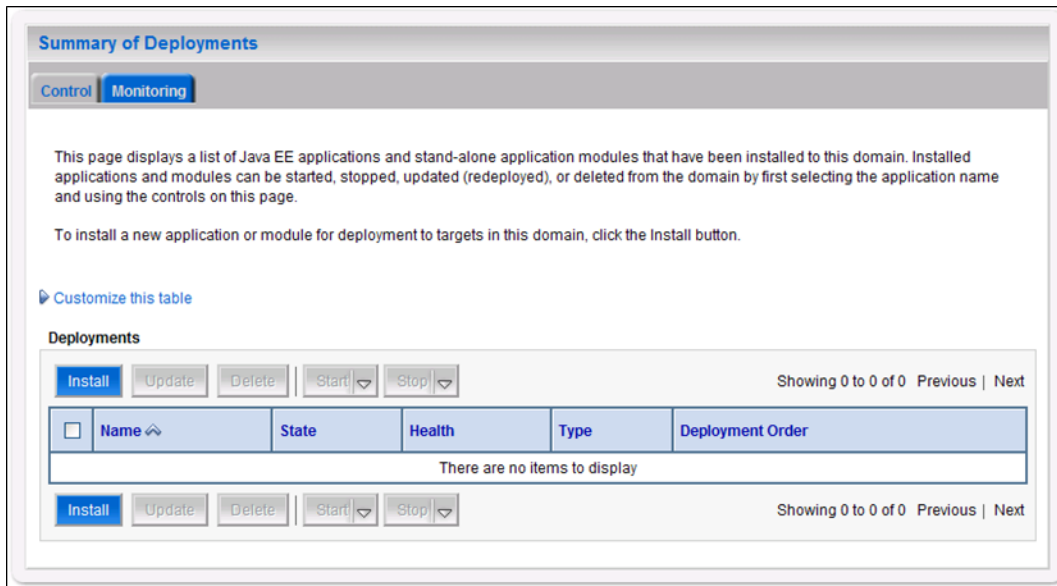 Summary of Deployments
Control Monitoring
This page displays a list of Java EE applications and stand-alone application modules that have been installed to this domain. Installed
applications and modules can be started, stopped, updated (redeployed), or deleted from the domain by first selecting the application name
and using the controls on this page.
To install a new application or module for deployment to targets in this domain, click the Install button.
Customize this table
Deployments
Install Update Delete Start Stop Showing 0 to 0 of 0 Previous | Next
Name State Health Type Deployment Order
There are no items to display
Install Update Delete Start Stop Showing 0 to 0 of 0 Previous | Next